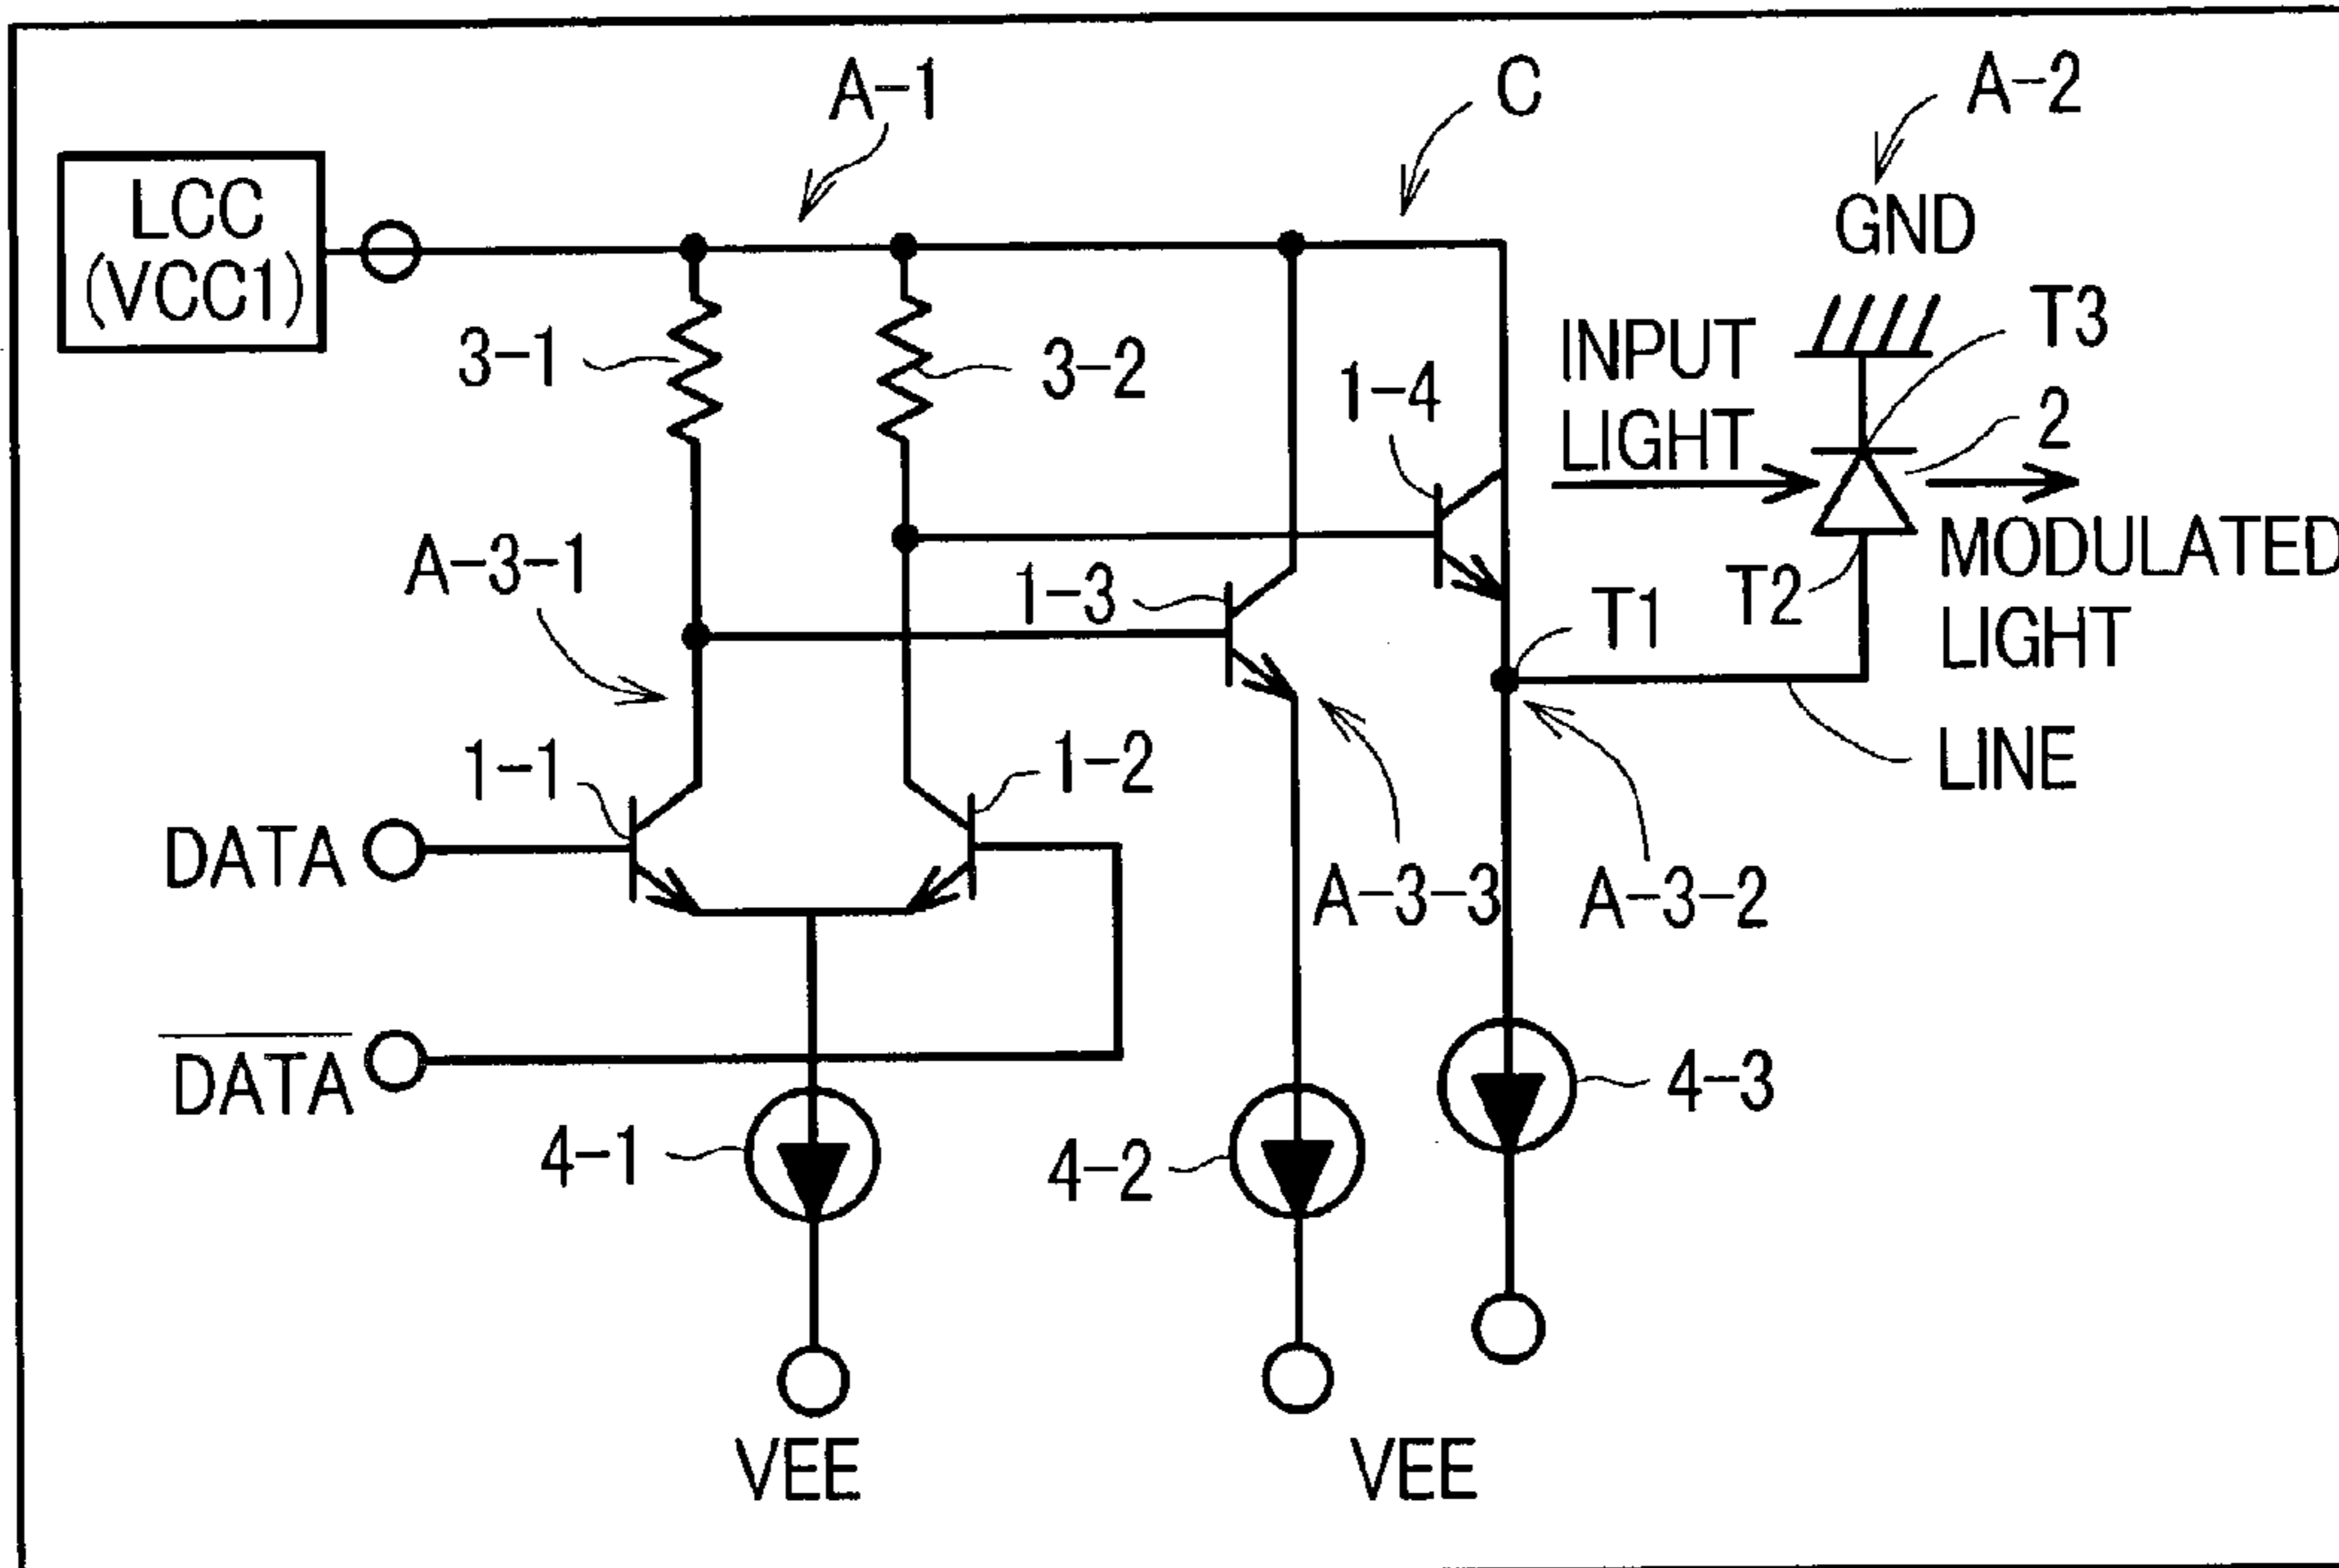 A-1
C
A-2
LCC
(VCC1)
GND
T3
3-1
3-2
1-4
INPUT
LIGHT
2
A-3-1
1-3
T1
T2
MODULATED
LIGHT
1-1
1-2
LINE
DATA
A-3-3
A-3-2
D̅A̅T̅A̅
4-1
4-2
4-3
VEE
VEE